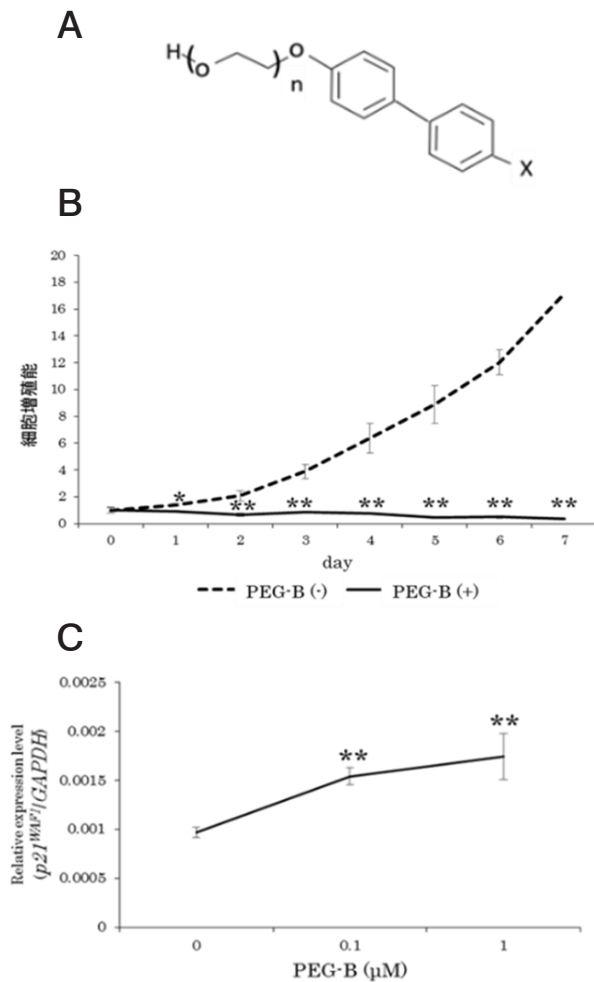 A
H
O
O
n
X
B
20
18
16
14
12
10
8
6
4
2
0
細胞増殖能
*
**
**
**
**
**
**
0 1 2 3 4 5 6 7
day
PEG-B (-) PEG-B (+)
C
0.0025
0.002
0.0015
0.001
0.0005
0
Relative expression level
(p21WAF1/GAPDH)
**
**
0 0.1 1
PEG-B (μM)